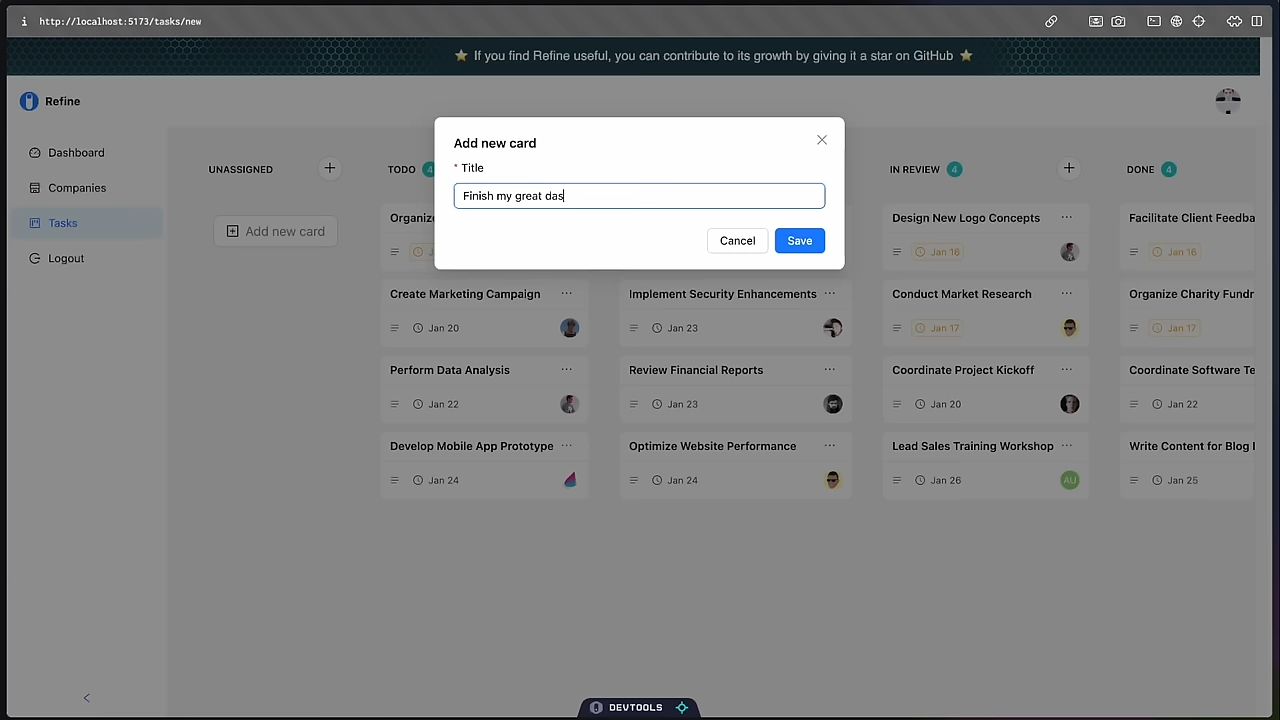 http://localhost:5173/tasks/new
⭐ If you find Refine useful, you can contribute to its growth by giving it a star on GitHub ⭐
Refine
Dashboard
Companies
Tasks
Logout
UNASSIGNED
Add new card
TODO 4
Create Marketing Campaign
Jan 20
Perform Data Analysis
Jan 22
Develop Mobile App Prototype
Jan 24
Add new card
* Title
Finish my great das
Cancel
Save
Implement Security Enhancements
Jan 23
Review Financial Reports
Jan 23
Optimize Website Performance
Jan 24
IN REVIEW 4
Design New Logo Concepts
Jan 16
Conduct Market Research
Jan 17
Coordinate Project Kickoff
Jan 20
Lead Sales Training Workshop
Jan 26
AU
DONE 4
Facilitate Client Feedba
Jan 16
Organize Charity Fundr
Jan 17
Coordinate Software Te
Jan 22
Write Content for Blog
Jan 25
DEVTOOLS